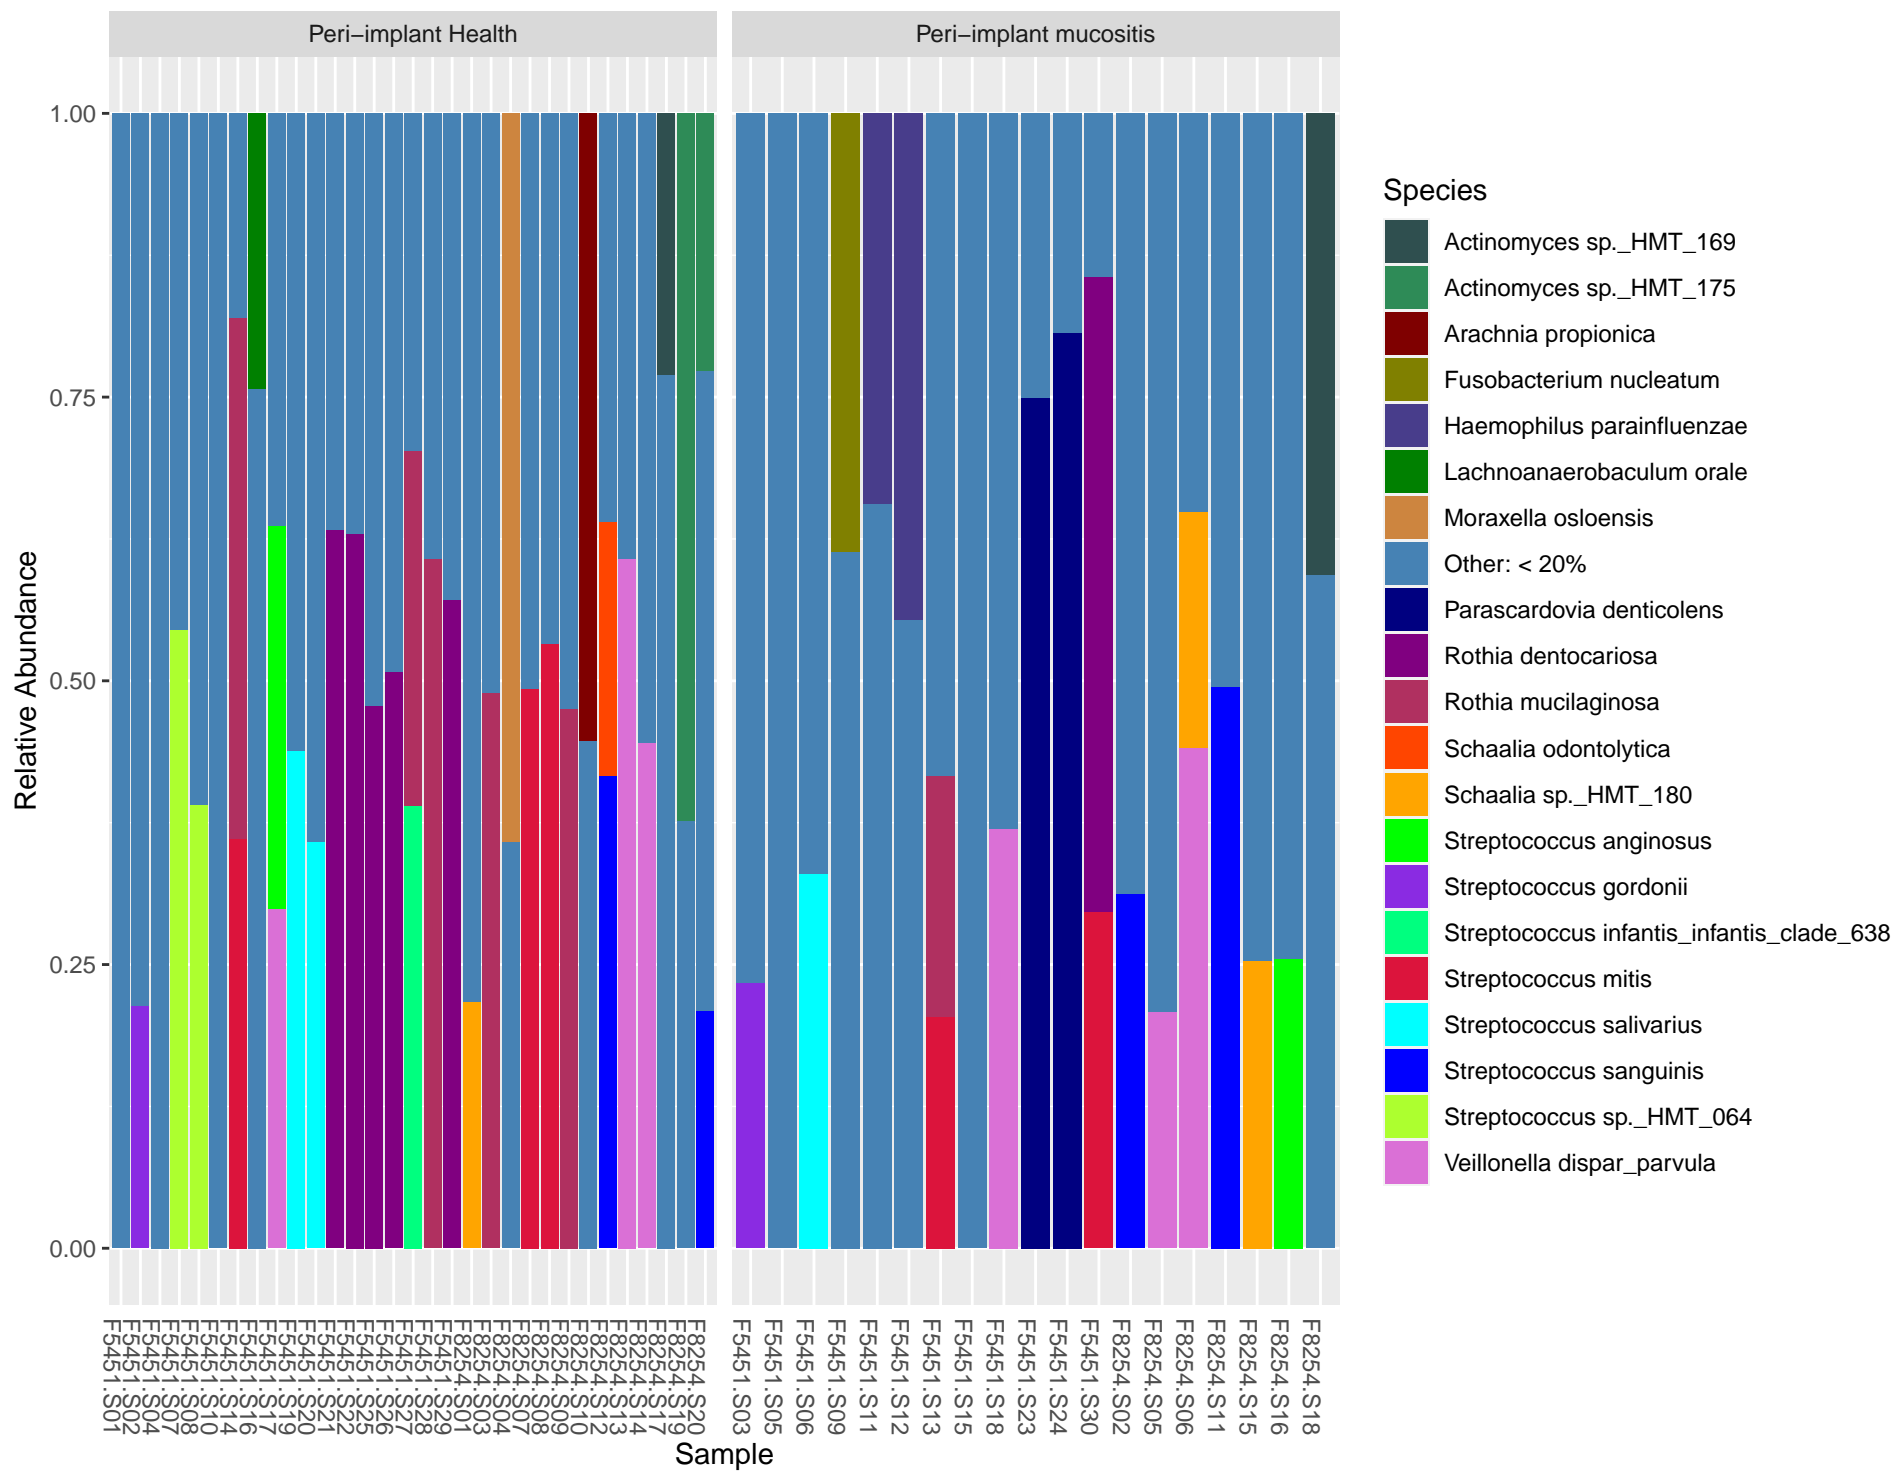 Peri−implant Health
Peri−implant mucositis
1.00
0.75
0.50
0.25
0.00
Relative Abundance
F5451.S01
F5451.S02
F5451.S04
F5451.S07
F5451.S08
F5451.S10
F5451.S14
F5451.S16
F5451.S17
F5451.S19
F5451.S20
F5451.S21
F5451.S22
F5451.S25
F5451.S26
F5451.S27
F5451.S28
F5451.S29
F8254.S01
F8254.S03
F8254.S04
F8254.S07
F8254.S08
F8254.S09
F8254.S10
F8254.S12
F8254.S13
F8254.S14
F8254.S17
F8254.S19
F8254.S20
F5451.S03
F5451.S05
F5451.S06
F5451.S09
F5451.S11
F5451.S12
F5451.S13
F5451.S15
F5451.S18
F5451.S23
F5451.S24
F5451.S30
F8254.S02
F8254.S05
F8254.S06
F8254.S11
F8254.S15
F8254.S16
F8254.S18
Sample
Species
Actinomyces sp._HMT_169
Actinomyces sp._HMT_175
Arachnia propionica
Fusobacterium nucleatum
Haemophilus parainfluenzae
Lachnoanaerobaculum orale
Moraxella osloensis
Other: < 20%
Parascardovia denticolens
Rothia dentocariosa
Rothia mucilaginosa
Schaalia odontolytica
Schaalia sp._HMT_180
Streptococcus anginosus
Streptococcus gordonii
Streptococcus infantis_infantis_clade_638
Streptococcus mitis
Streptococcus salivarius
Streptococcus sanguinis
Streptococcus sp._HMT_064
Veillonella dispar_parvula